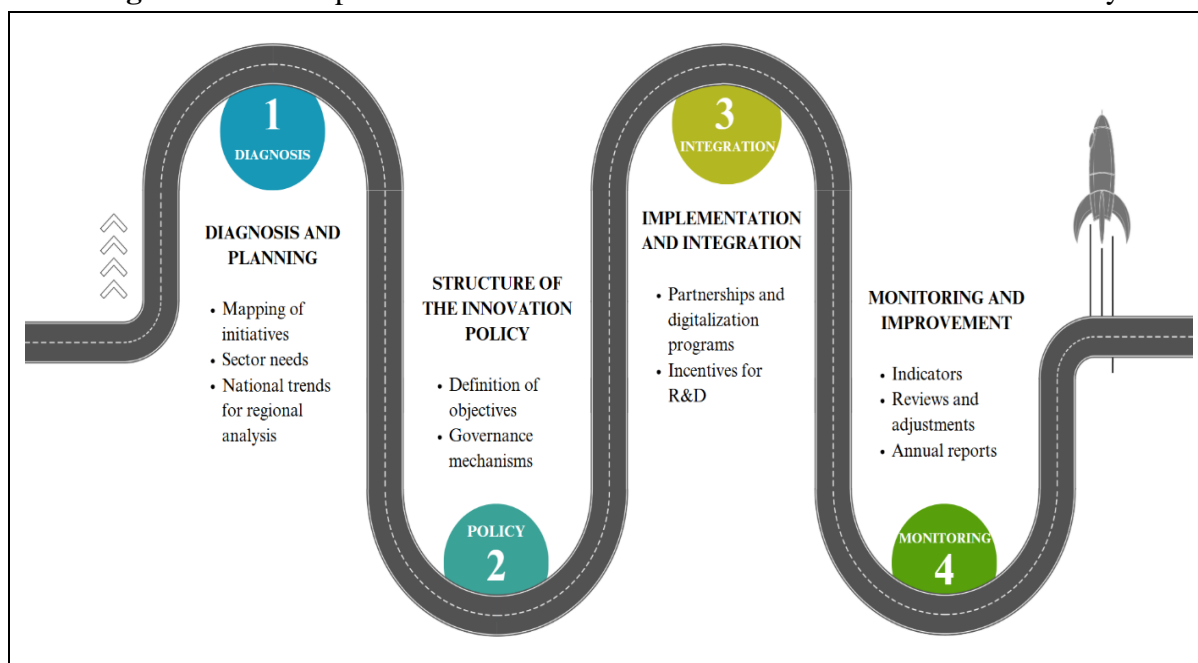 1
DIAGNOSIS
DIAGNOSIS AND
PLANNING
• Mapping of
initiatives
• Sector needs
• National trends
for regional
analysis
STRUCTURE OF
THE INNOVATION
POLICY
• Definition of
objectives
• Governance
mechanisms
POLICY
2
3
INTEGRATION
IMPLEMENTATION
AND INTEGRATION
• Partnerships and
digitalization
programs
• Incentives for
R&D
MONITORING AND
IMPROVEMENT
• Indicators
• Reviews and
adjustments
• Annual reports
MONITORING
4